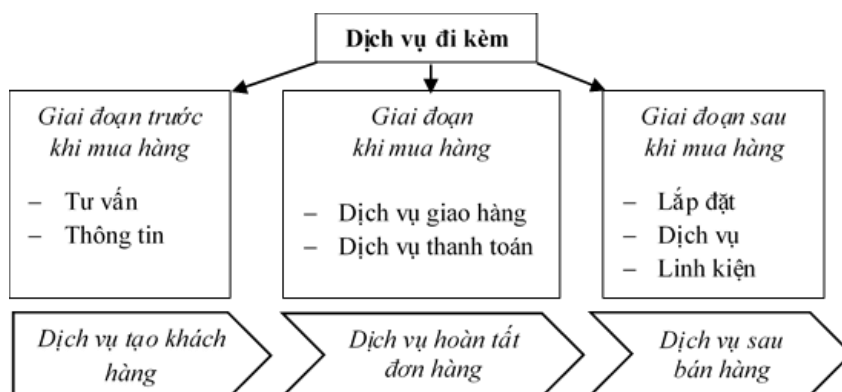 Dịch vụ đi kèm
Giai đoạn trước
khi mua hàng
– Tư vấn
– Thông tin
Giai đoạn
khi mua hàng
– Dịch vụ giao hàng
– Dịch vụ thanh toán
Giai đoạn sau
khi mua hàng
– Lắp đặt
– Dịch vụ
– Linh kiện
Dịch vụ tạo khách
hàng
Dịch vụ hoàn tất
đơn hàng
Dịch vụ sau
bán hàng